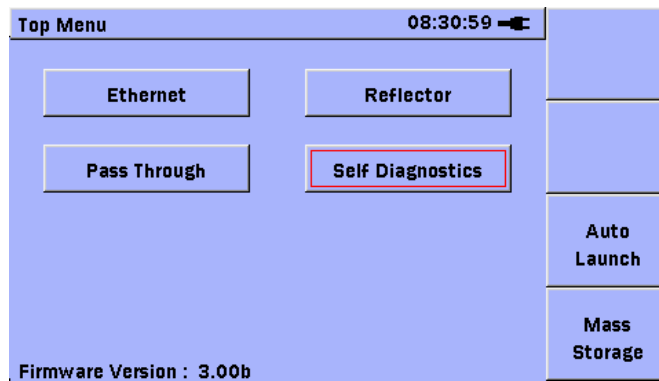 Top Menu 08:30:59
Ethernet Reflector
Pass Through Self Diagnostics
Auto
Launch
Mass
Storage
Firmware Version : 3.00b